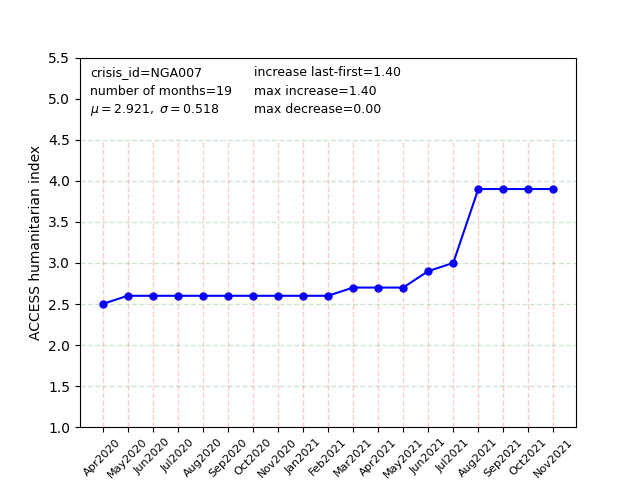 crisis_id=NGA007
number of months=19
μ = 2.921, σ = 0.518
increase last-first=1.40
max increase=1.40
max decrease=0.00
ACCESS humanitarian index
5.5
5.0
4.5
4.0
3.5
3.0
2.5
2.0
1.5
1.0
Apr2020
May2020
Jun2020
Jul2020
Aug2020
Sep2020
Oct2020
Nov2020
Jan2021
Feb2021
Mar2021
Apr2021
May2021
Jun2021
Jul2021
Aug2021
Sep2021
Oct2021
Nov2021